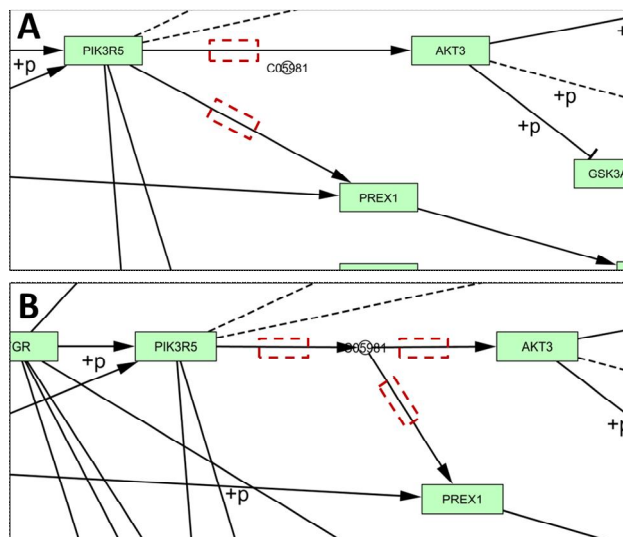 A
PIK3R5
AKT3
+p
C05981
+p
+p
GSK3A
PREX1
B
GR
PIK3R5
C05981
AKT3
+p
+p
+p
PREX1